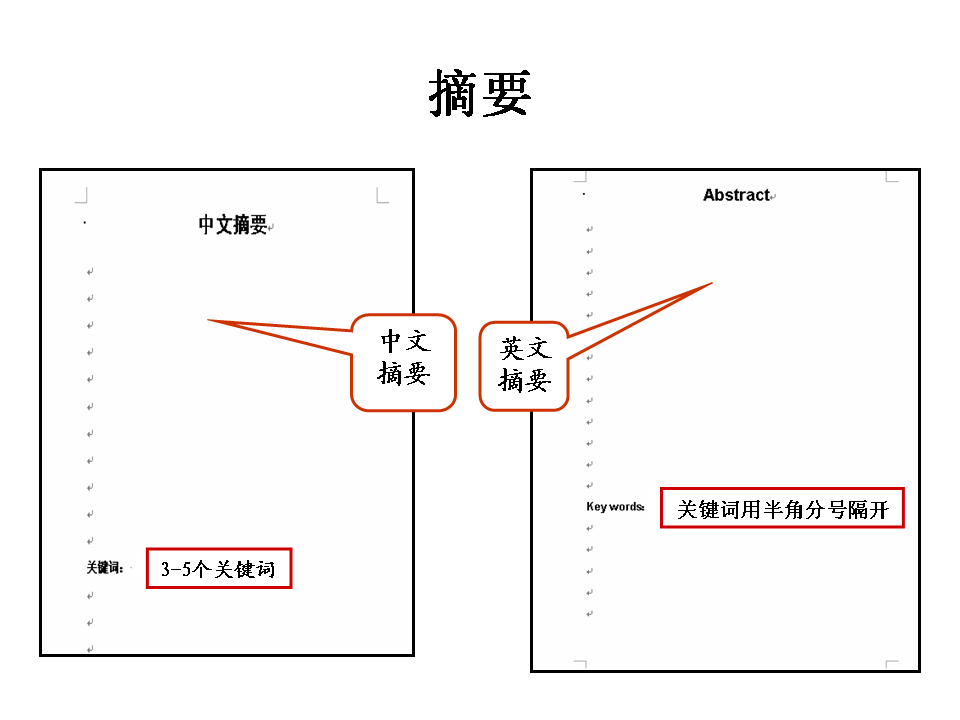 摘要
中文摘要
中文
摘要
关键词：
3-5个关键词
Abstract
英文
摘要
Key words：
关键词用半角分号隔开